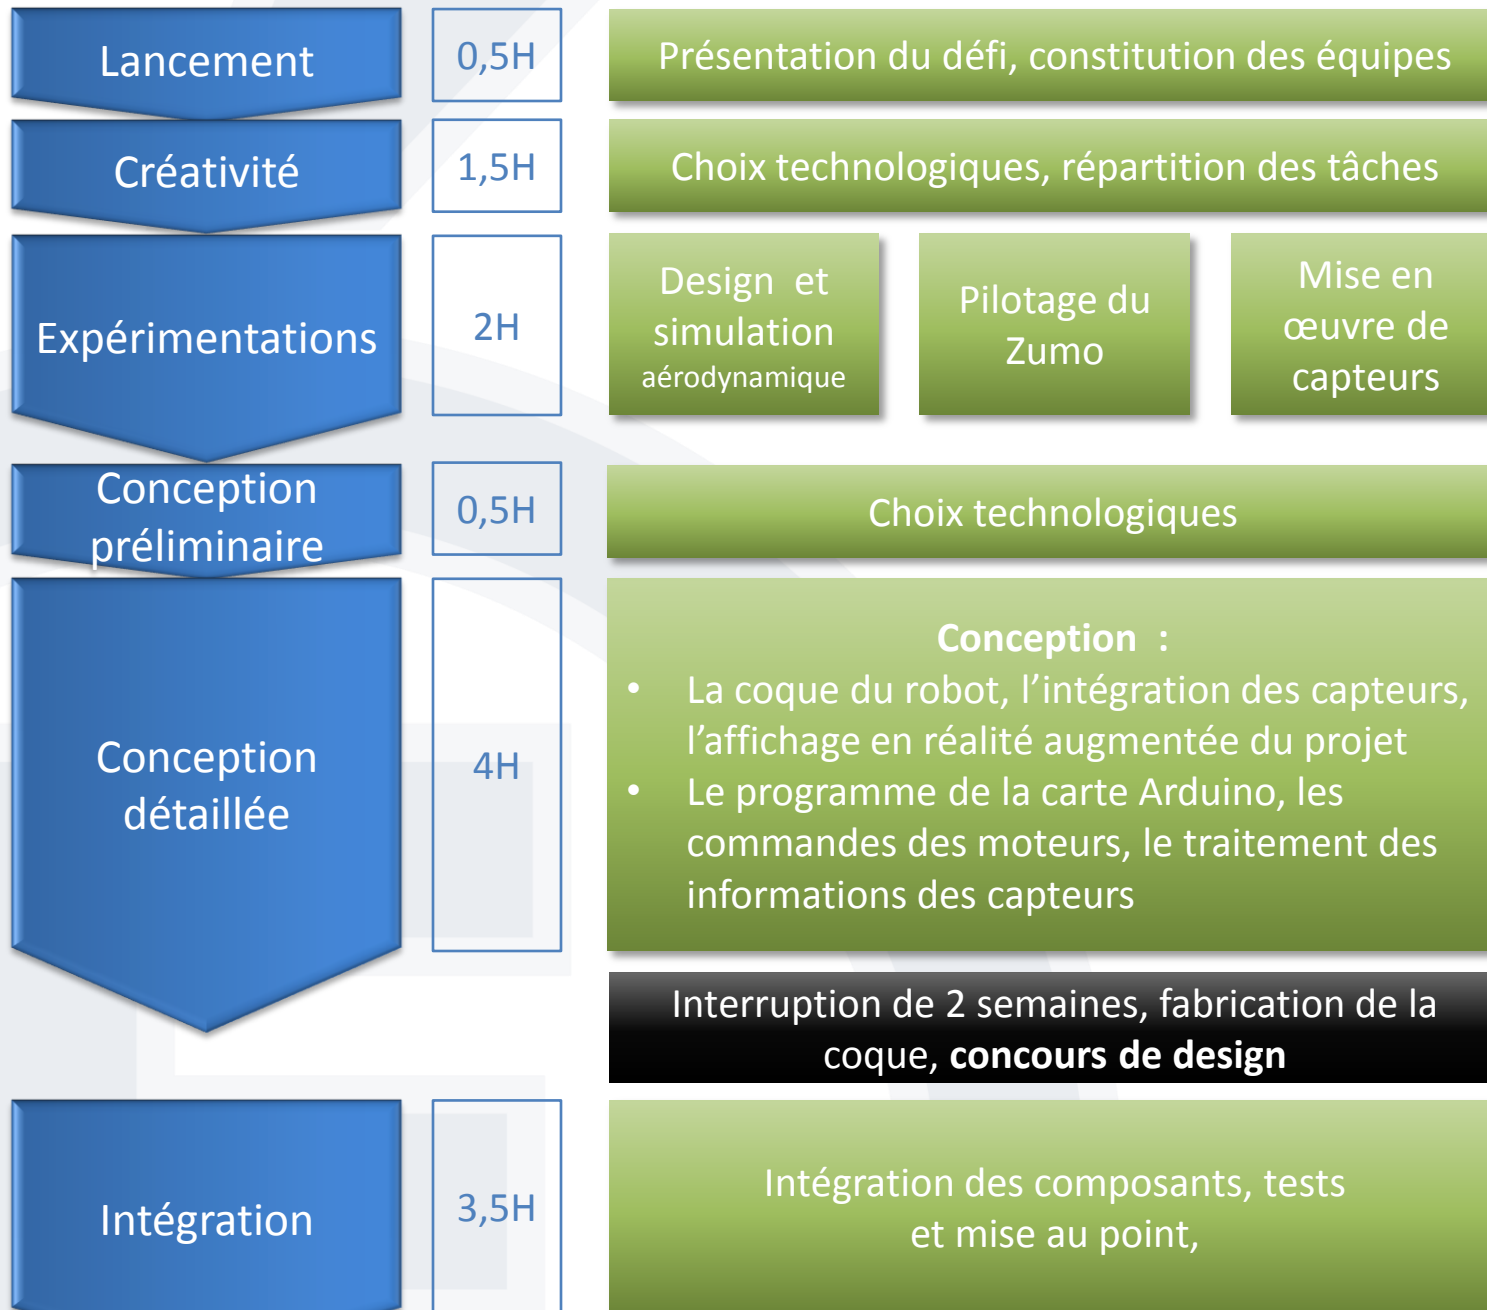 Lancement
0,5H
Présentation du défi, constitution des équipes
Créativité
1,5H
Choix technologiques, répartition des tâches
Expérimentations
2H
Design et
simulation
aérodynamique
Pilotage du
Zumo
Mise en
œuvre de
capteurs
Conception
préliminaire
0,5H
Choix technologiques
Conception
détaillée
4H
Conception :
• La coque du robot, l’intégration des capteurs,
l’affichage en réalité augmentée du projet
• Le programme de la carte Arduino, les
commandes des moteurs, le traitement des
informations des capteurs
Interruption de 2 semaines, fabrication de la
coque, concours de design
Intégration
3,5H
Intégration des composants, tests
et mise au point,